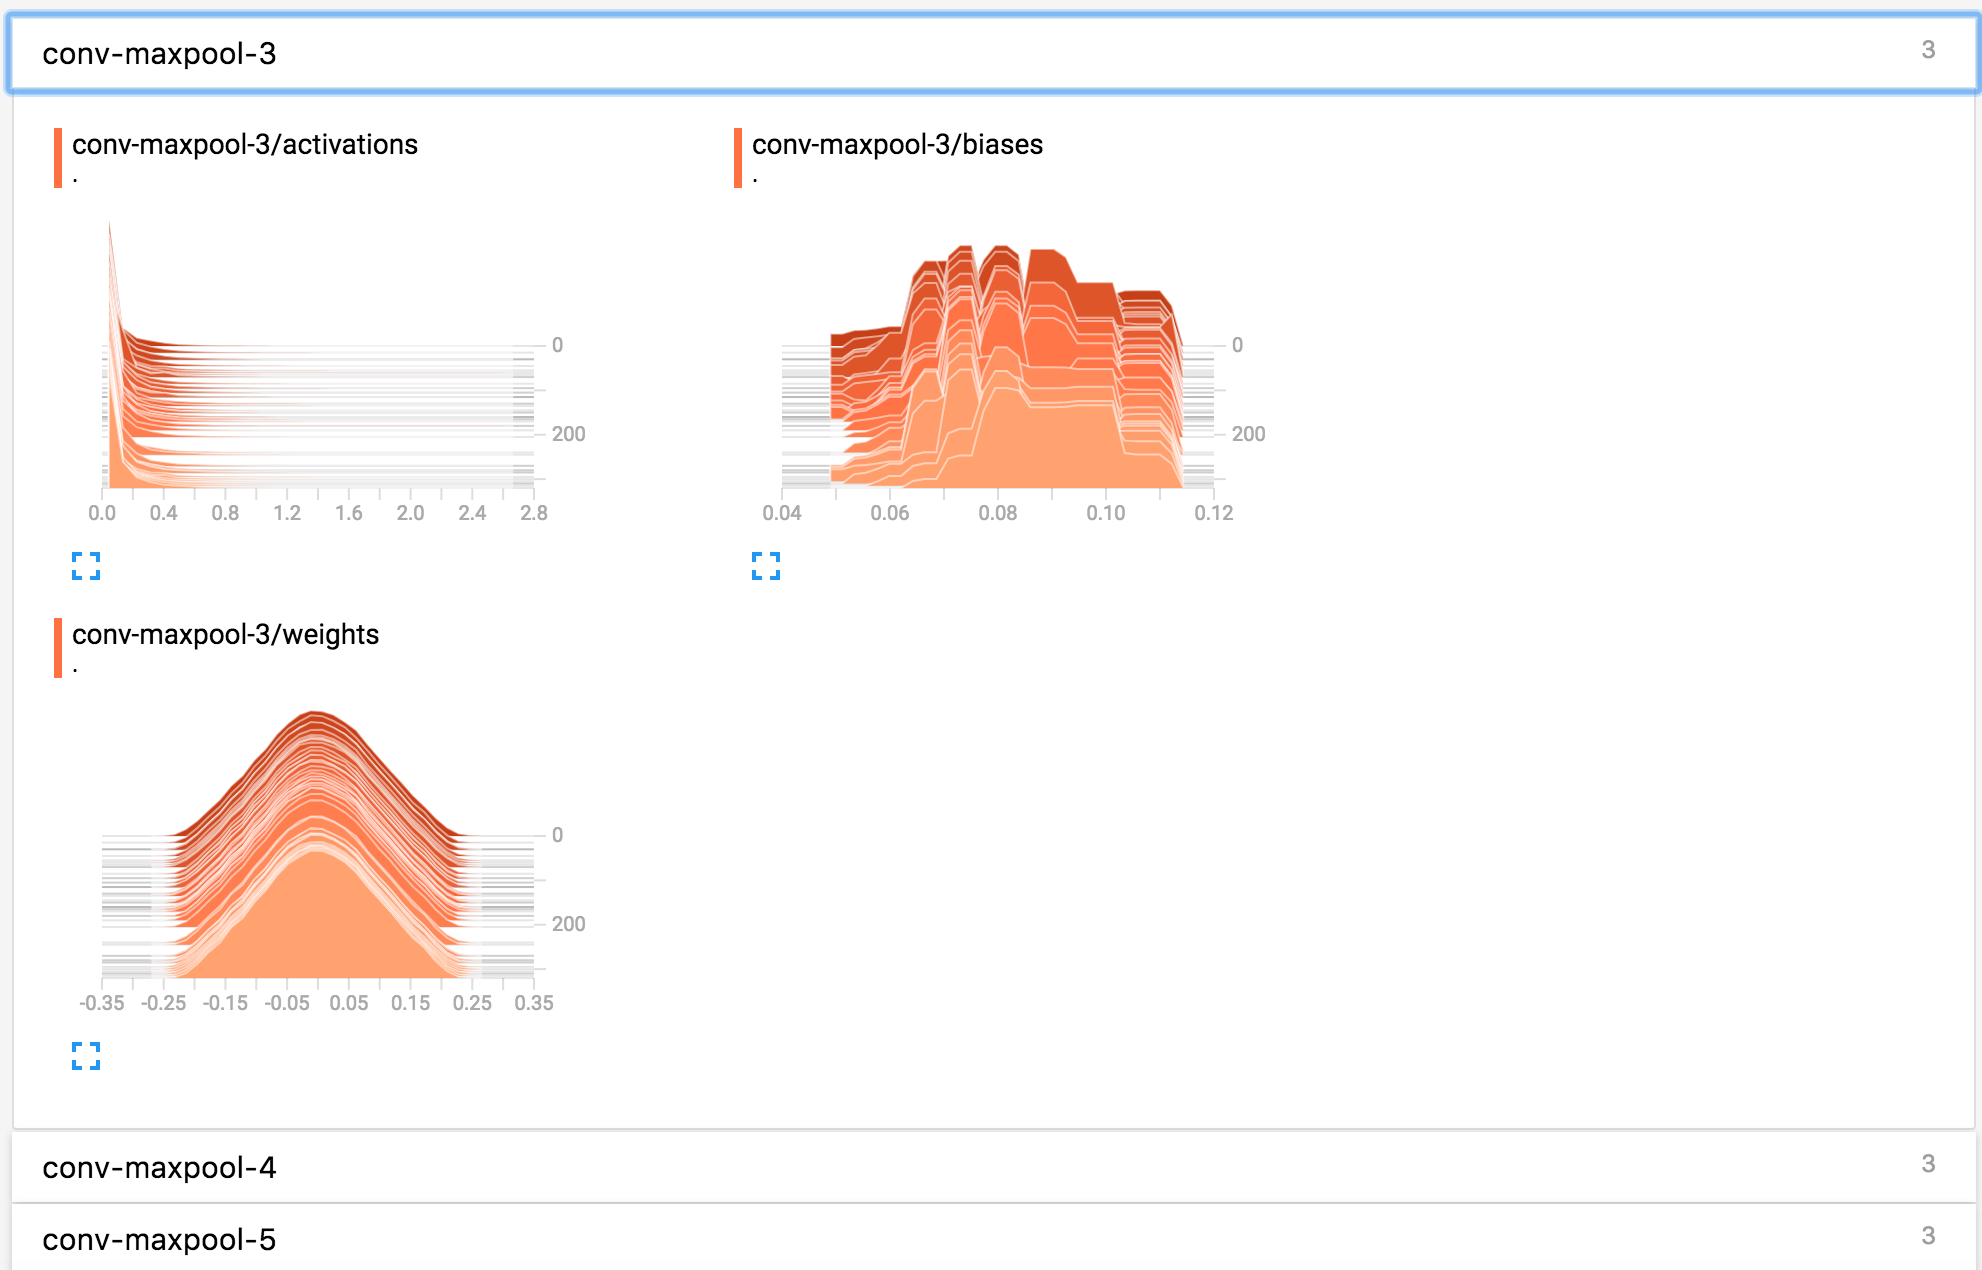 conv-maxpool-3 3
conv-maxpool-3/activations
.
0
200
0.0 0.4 0.8 1.2 1.6 2.0 2.4 2.8
conv-maxpool-3/biases
.
0
200
0.04 0.06 0.08 0.10 0.12
conv-maxpool-3/weights
.
0
200
-0.35 -0.25 -0.15 -0.05 0.05 0.15 0.25 0.35
conv-maxpool-4 3
conv-maxpool-5 3